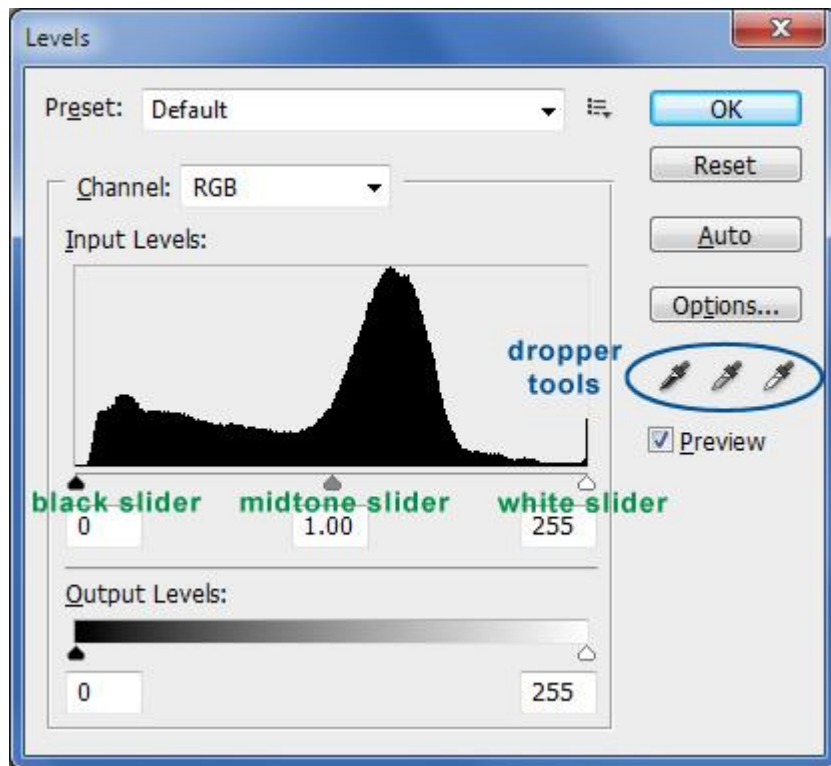 Levels
Preset: Default
OK
Reset
Channel: RGB
Auto
Input Levels:
Options...
dropper
tools
Preview
black slider midtone slider white slider
0 1.00 255
Output Levels:
0 255